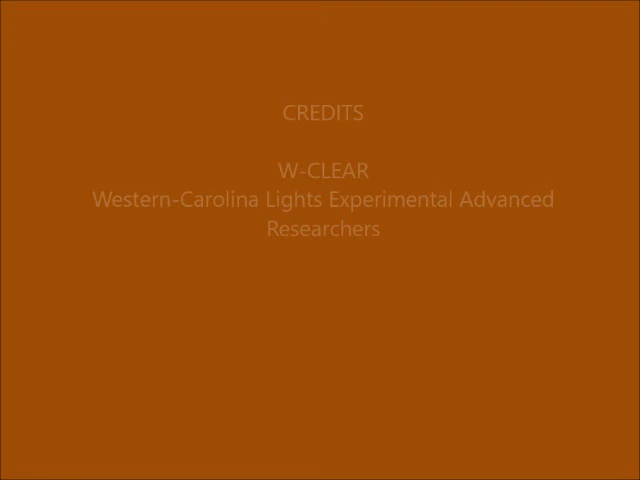 CREDITS
W-CLEAR
Western-Carolina Lights Experimental Advanced
Researchers